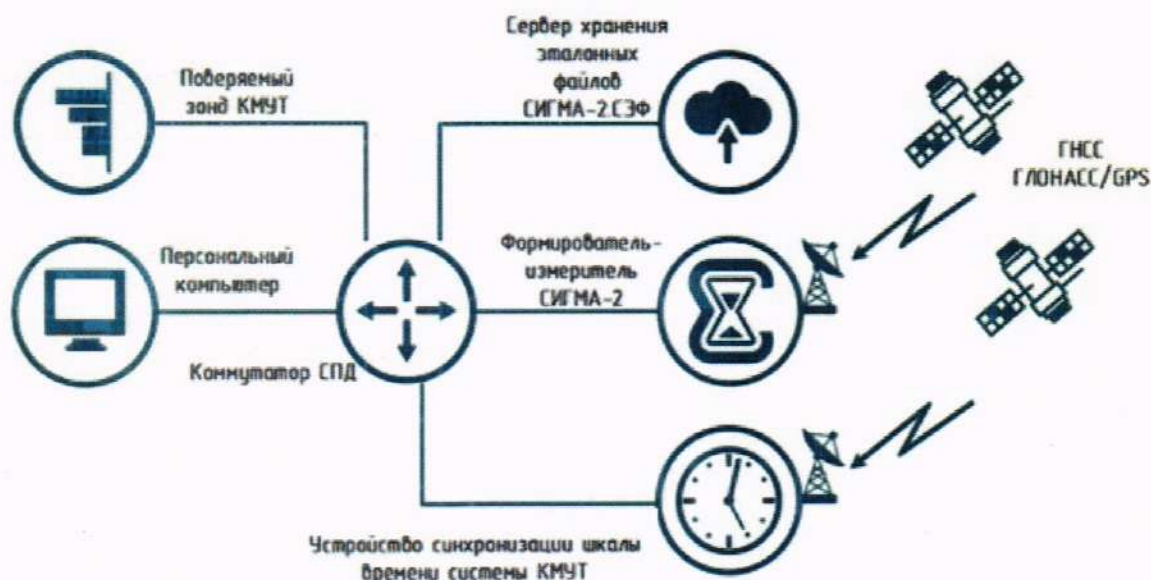 Сервер хранения
эталонных
файлов
СИГМА-2.СЭФ
Поверяемый
зонд КМУТ
ГНСС
ГЛОНАСС/GPS
Персональный
компьютер
Формирователь-
измеритель
СИГМА-2
Коммутатор СПД
Устройство синхронизации шкалы
времени системы КМУТ